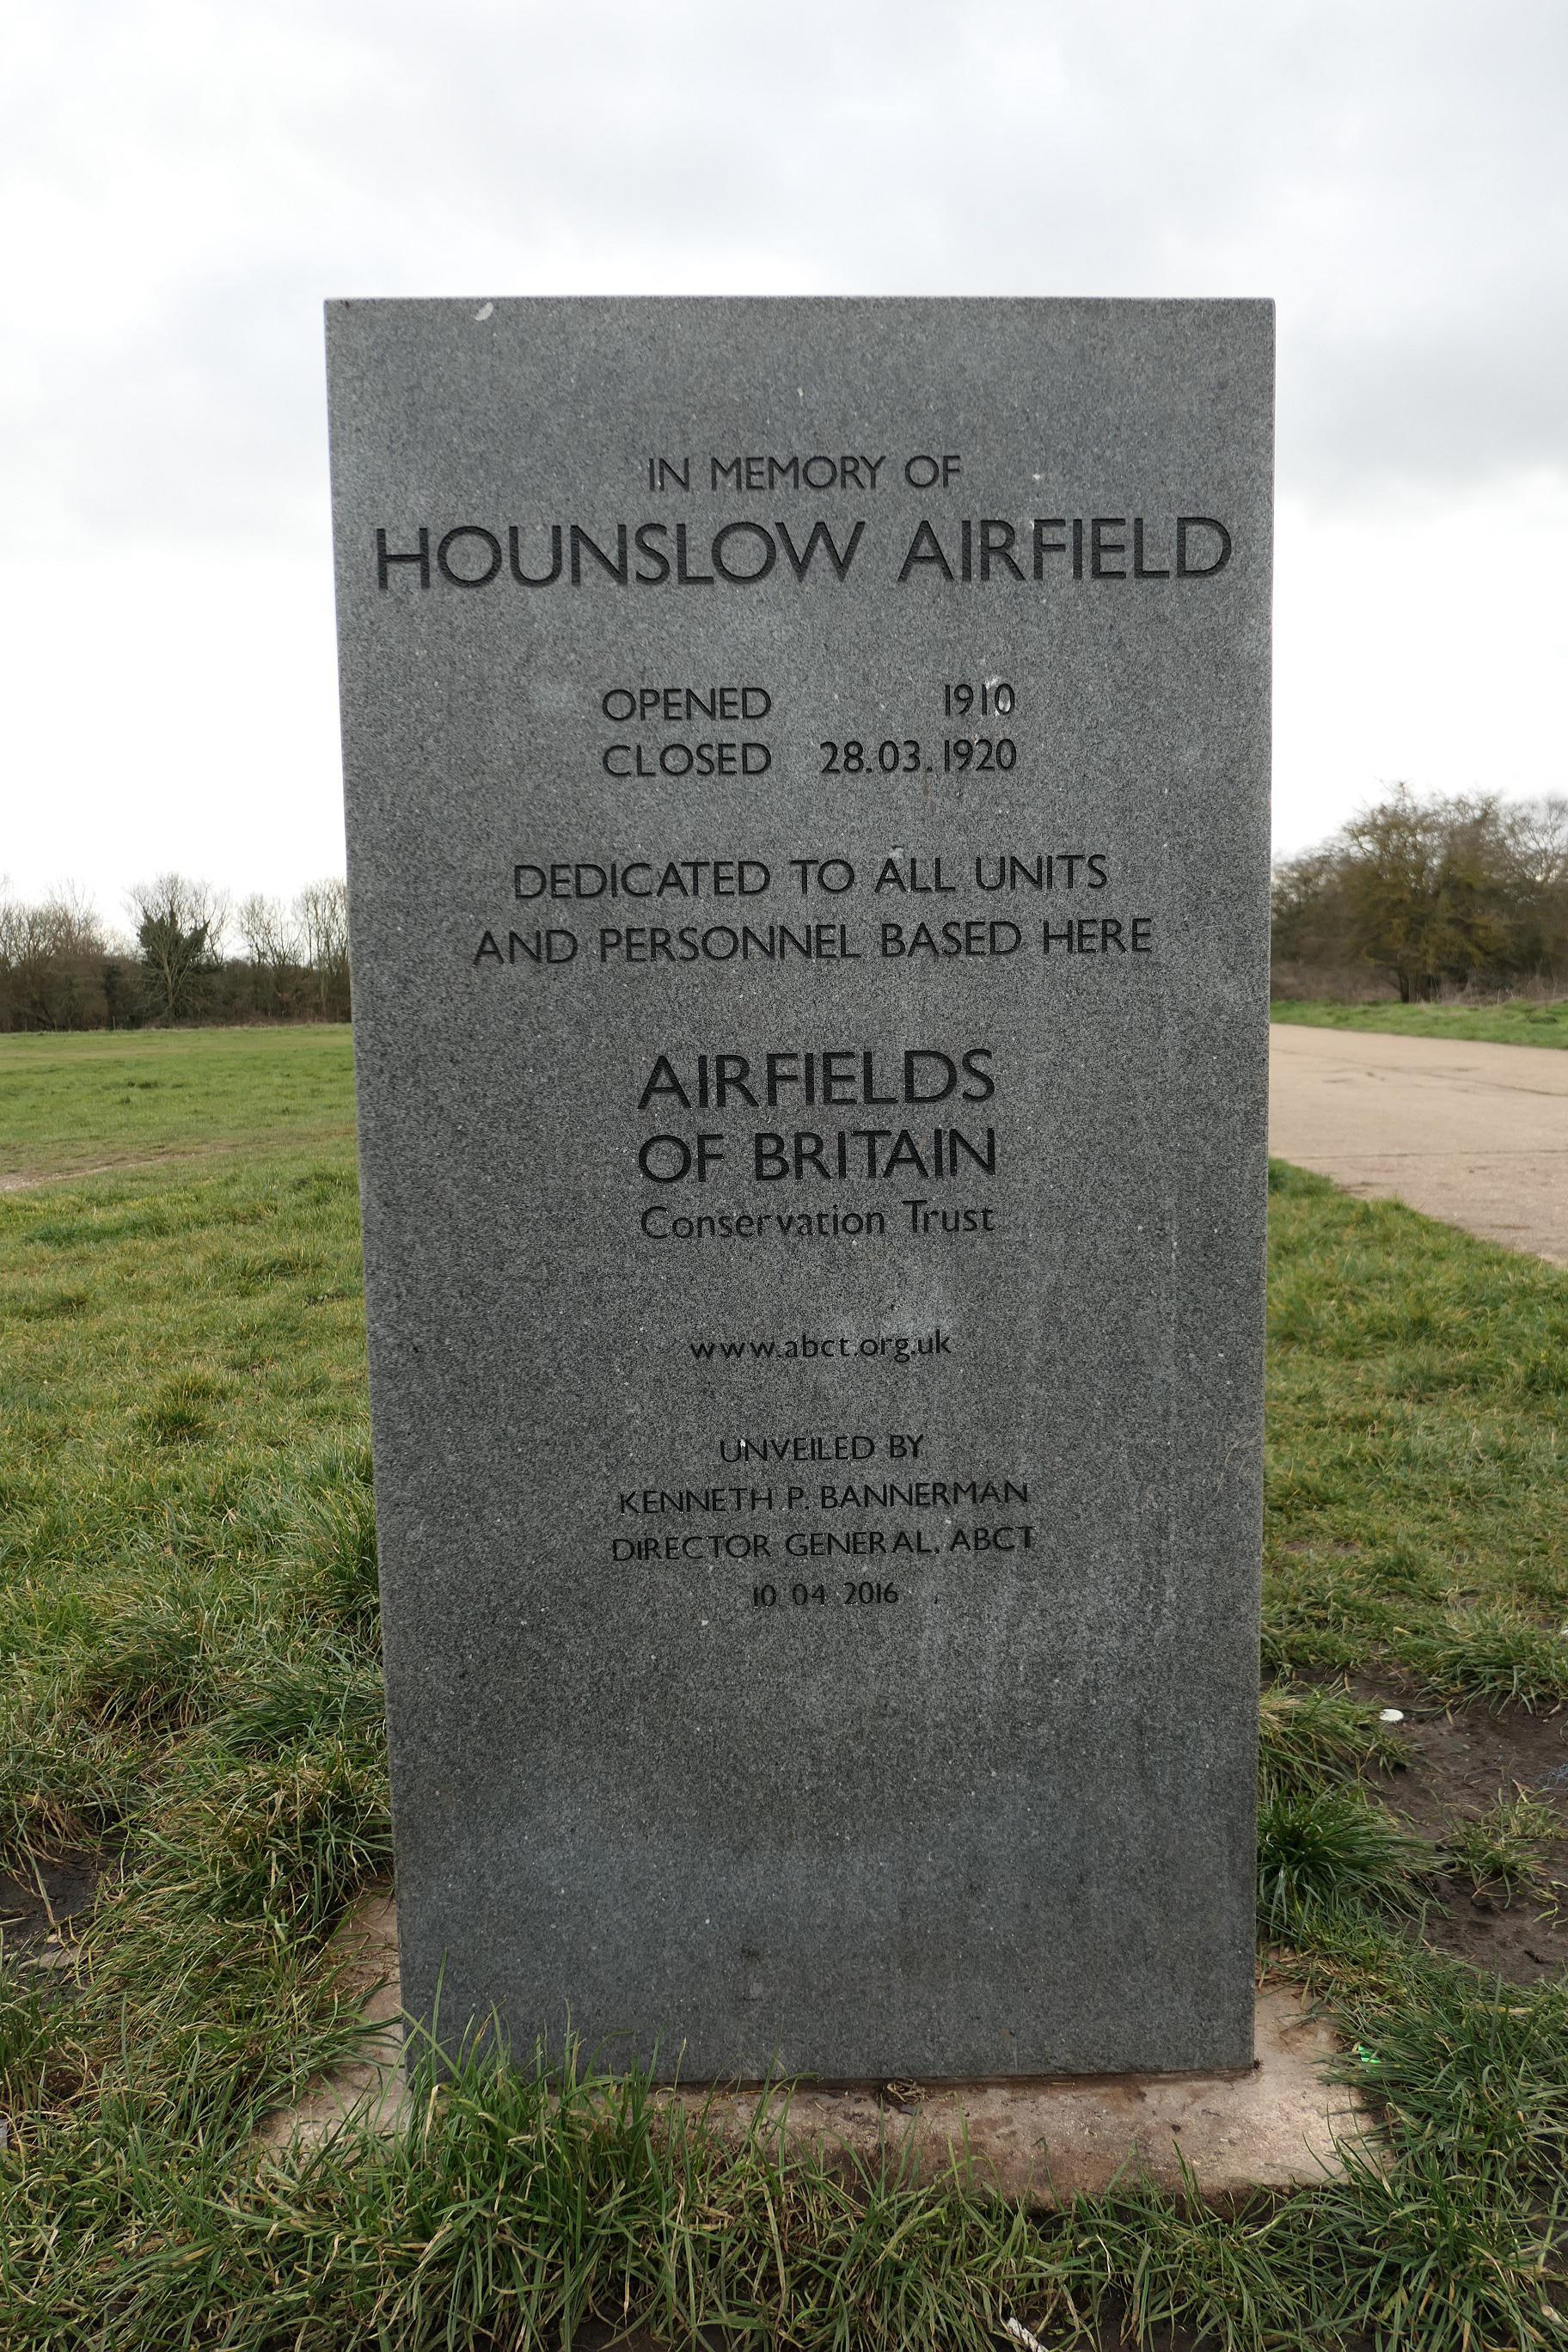 IN MEMORY OF
HOUNSLOW AIRFIELD
OPENED 1910
CLOSED 28.03.1920
DEDICATED TO ALL UNITS
AND PERSONNEL BASED HERE
AIRFIELDS
OF BRITAIN
Conservation Trust
www.abct.org.uk
UNVEILED BY
KENNETH P. BANNERMAN
DIRECTOR GENERAL, ABCT
10 04 2016